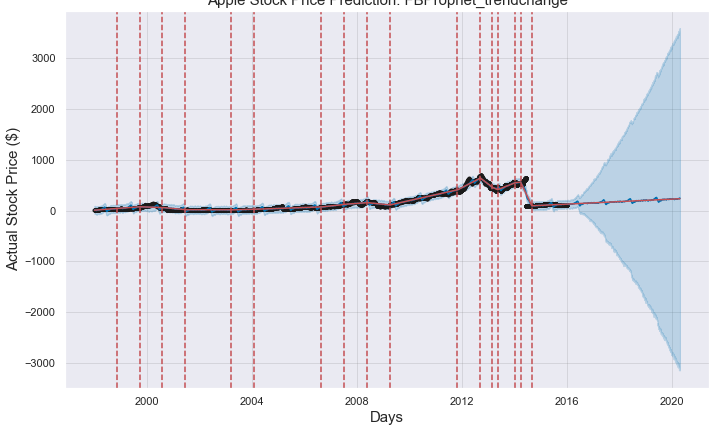 Apple Stock Price Prediction: FBProphet_trendchange
Actual Stock Price ($)
3000
2000
1000
0
−1000
−2000
−3000
2000 2004 2008 2012 2016 2020
Days